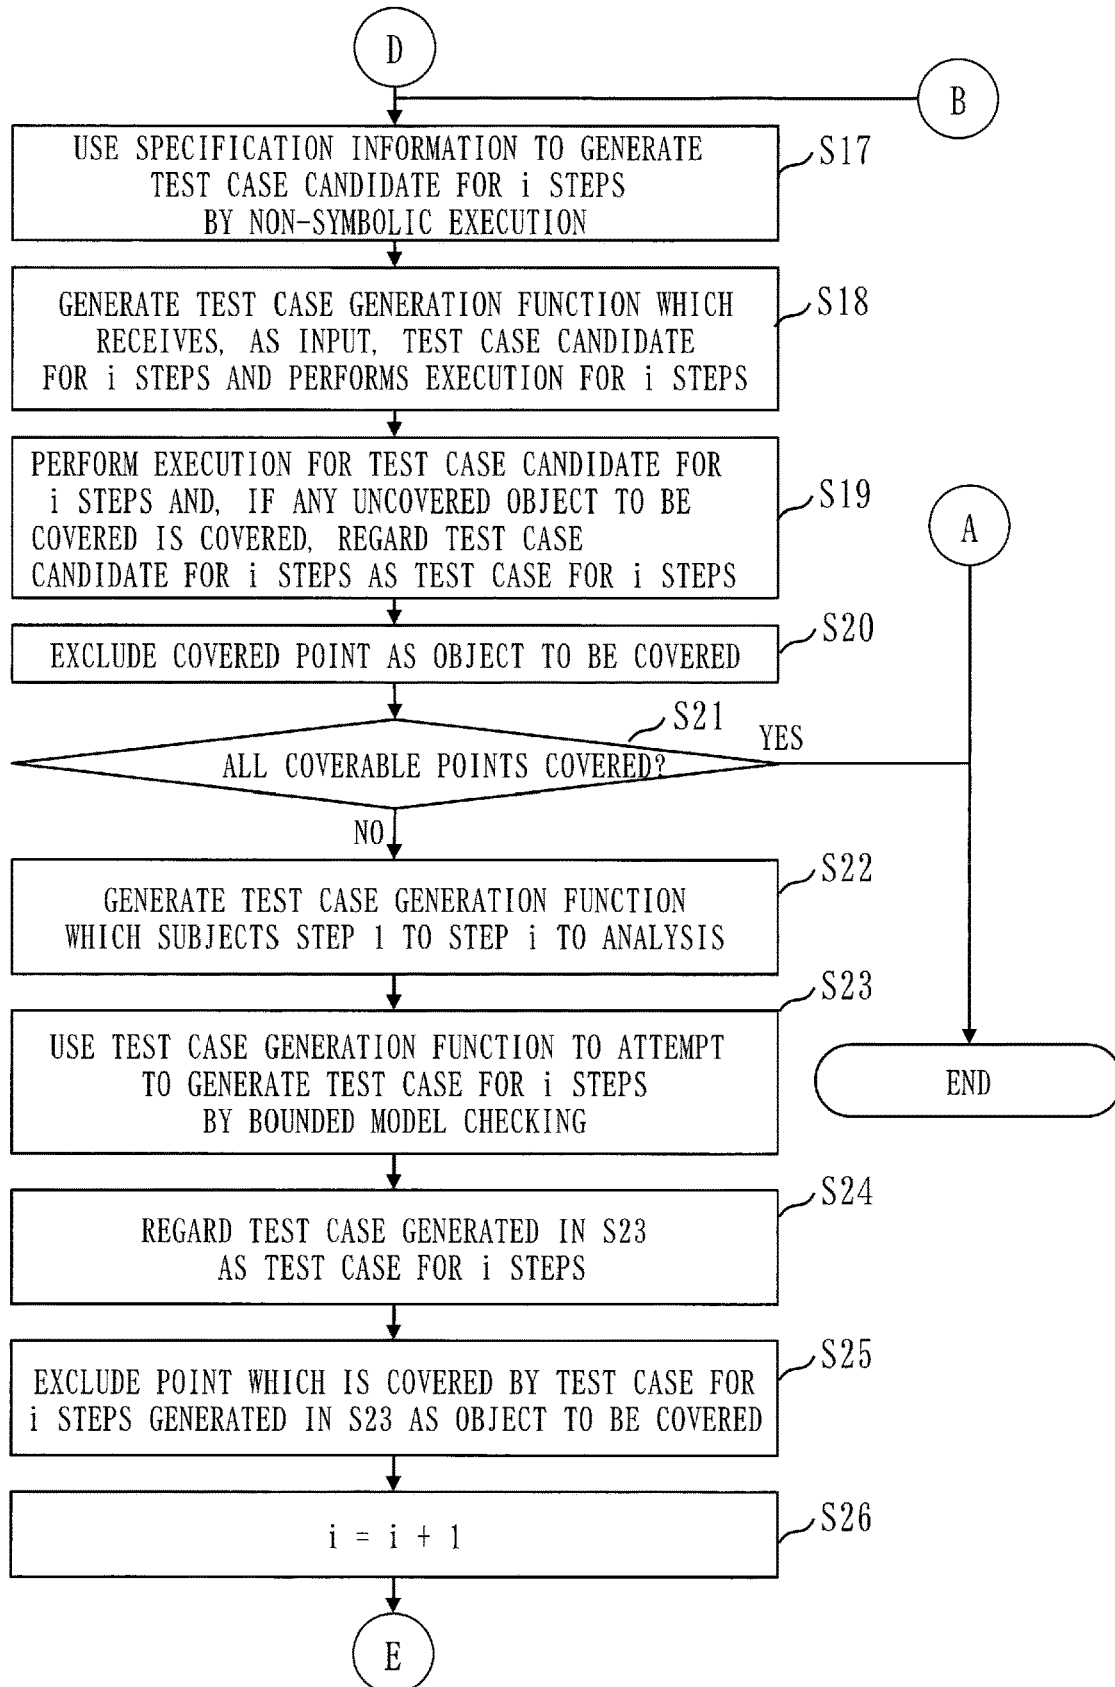 D
B
USE SPECIFICATION INFORMATION TO GENERATE
TEST CASE CANDIDATE FOR i STEPS
BY NON-SYMBOLIC EXECUTION
S17
GENERATE TEST CASE GENERATION FUNCTION WHICH
RECEIVES, AS INPUT, TEST CASE CANDIDATE
FOR i STEPS AND PERFORMS EXECUTION FOR i STEPS
S18
PERFORM EXECUTION FOR TEST CASE CANDIDATE FOR
i STEPS AND, IF ANY UNCOVERED OBJECT TO BE
COVERED IS COVERED, REGARD TEST CASE
CANDIDATE FOR i STEPS AS TEST CASE FOR i STEPS
S19
A
EXCLUDE COVERED POINT AS OBJECT TO BE COVERED
S20
ALL COVERABLE POINTS COVERED?
S21
YES
NO
GENERATE TEST CASE GENERATION FUNCTION
WHICH SUBJECTS STEP 1 TO STEP i TO ANALYSIS
S22
USE TEST CASE GENERATION FUNCTION TO ATTEMPT
TO GENERATE TEST CASE FOR i STEPS
BY BOUNDED MODEL CHECKING
S23
END
REGARD TEST CASE GENERATED IN S23
AS TEST CASE FOR i STEPS
S24
EXCLUDE POINT WHICH IS COVERED BY TEST CASE FOR
i STEPS GENERATED IN S23 AS OBJECT TO BE COVERED
S25
i = i + 1
S26
E